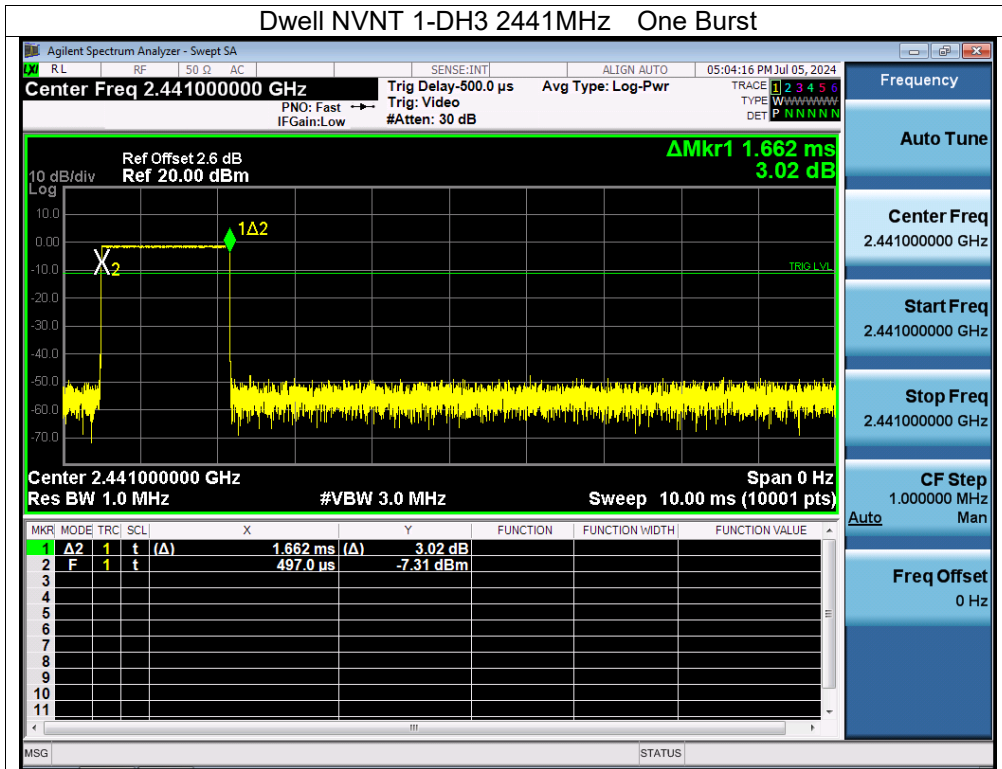 Dwell NVNT 1-DH3 2441MHz    One Burst
Agilent Spectrum Analyzer - Swept SA
LXI RL RF 50 Ω AC SENSE:INT ALIGN AUTO 05:04:16 PM Jul 05, 2024
Center Freq 2.441000000 GHz
PNO: Fast
IFGain:Low
Trig Delay-500.0 µs
Trig: Video
#Atten: 30 dB
Avg Type: Log-Pwr
TRACE 1 2 3 4 5 6
TYPE WWWWWW
DET P N N N N N
Frequency
Auto Tune
Center Freq
2.441000000 GHz
Start Freq
2.441000000 GHz
Stop Freq
2.441000000 GHz
CF Step
1.000000 MHz
Auto Man
Freq Offset
0 Hz
ΔMkr1 1.662 ms
3.02 dB
Ref Offset 2.6 dB
10 dB/div Ref 20.00 dBm
Log
10.0
0.00
-10.0
-20.0
-30.0
-40.0
-50.0
-60.0
-70.0
1Δ2
X2
TRIG LVL
Center 2.441000000 GHz Span 0 Hz
Res BW 1.0 MHz #VBW 3.0 MHz Sweep 10.00 ms (10001 pts)
MKR MODE TRC SCL X Y FUNCTION FUNCTION WIDTH FUNCTION VALUE
1 Δ2 1 t (Δ) 1.662 ms (Δ) 3.02 dB
2 F 1 t 497.0 µs -7.31 dBm
3
4
5
6
7
8
9
10
11
MSG STATUS